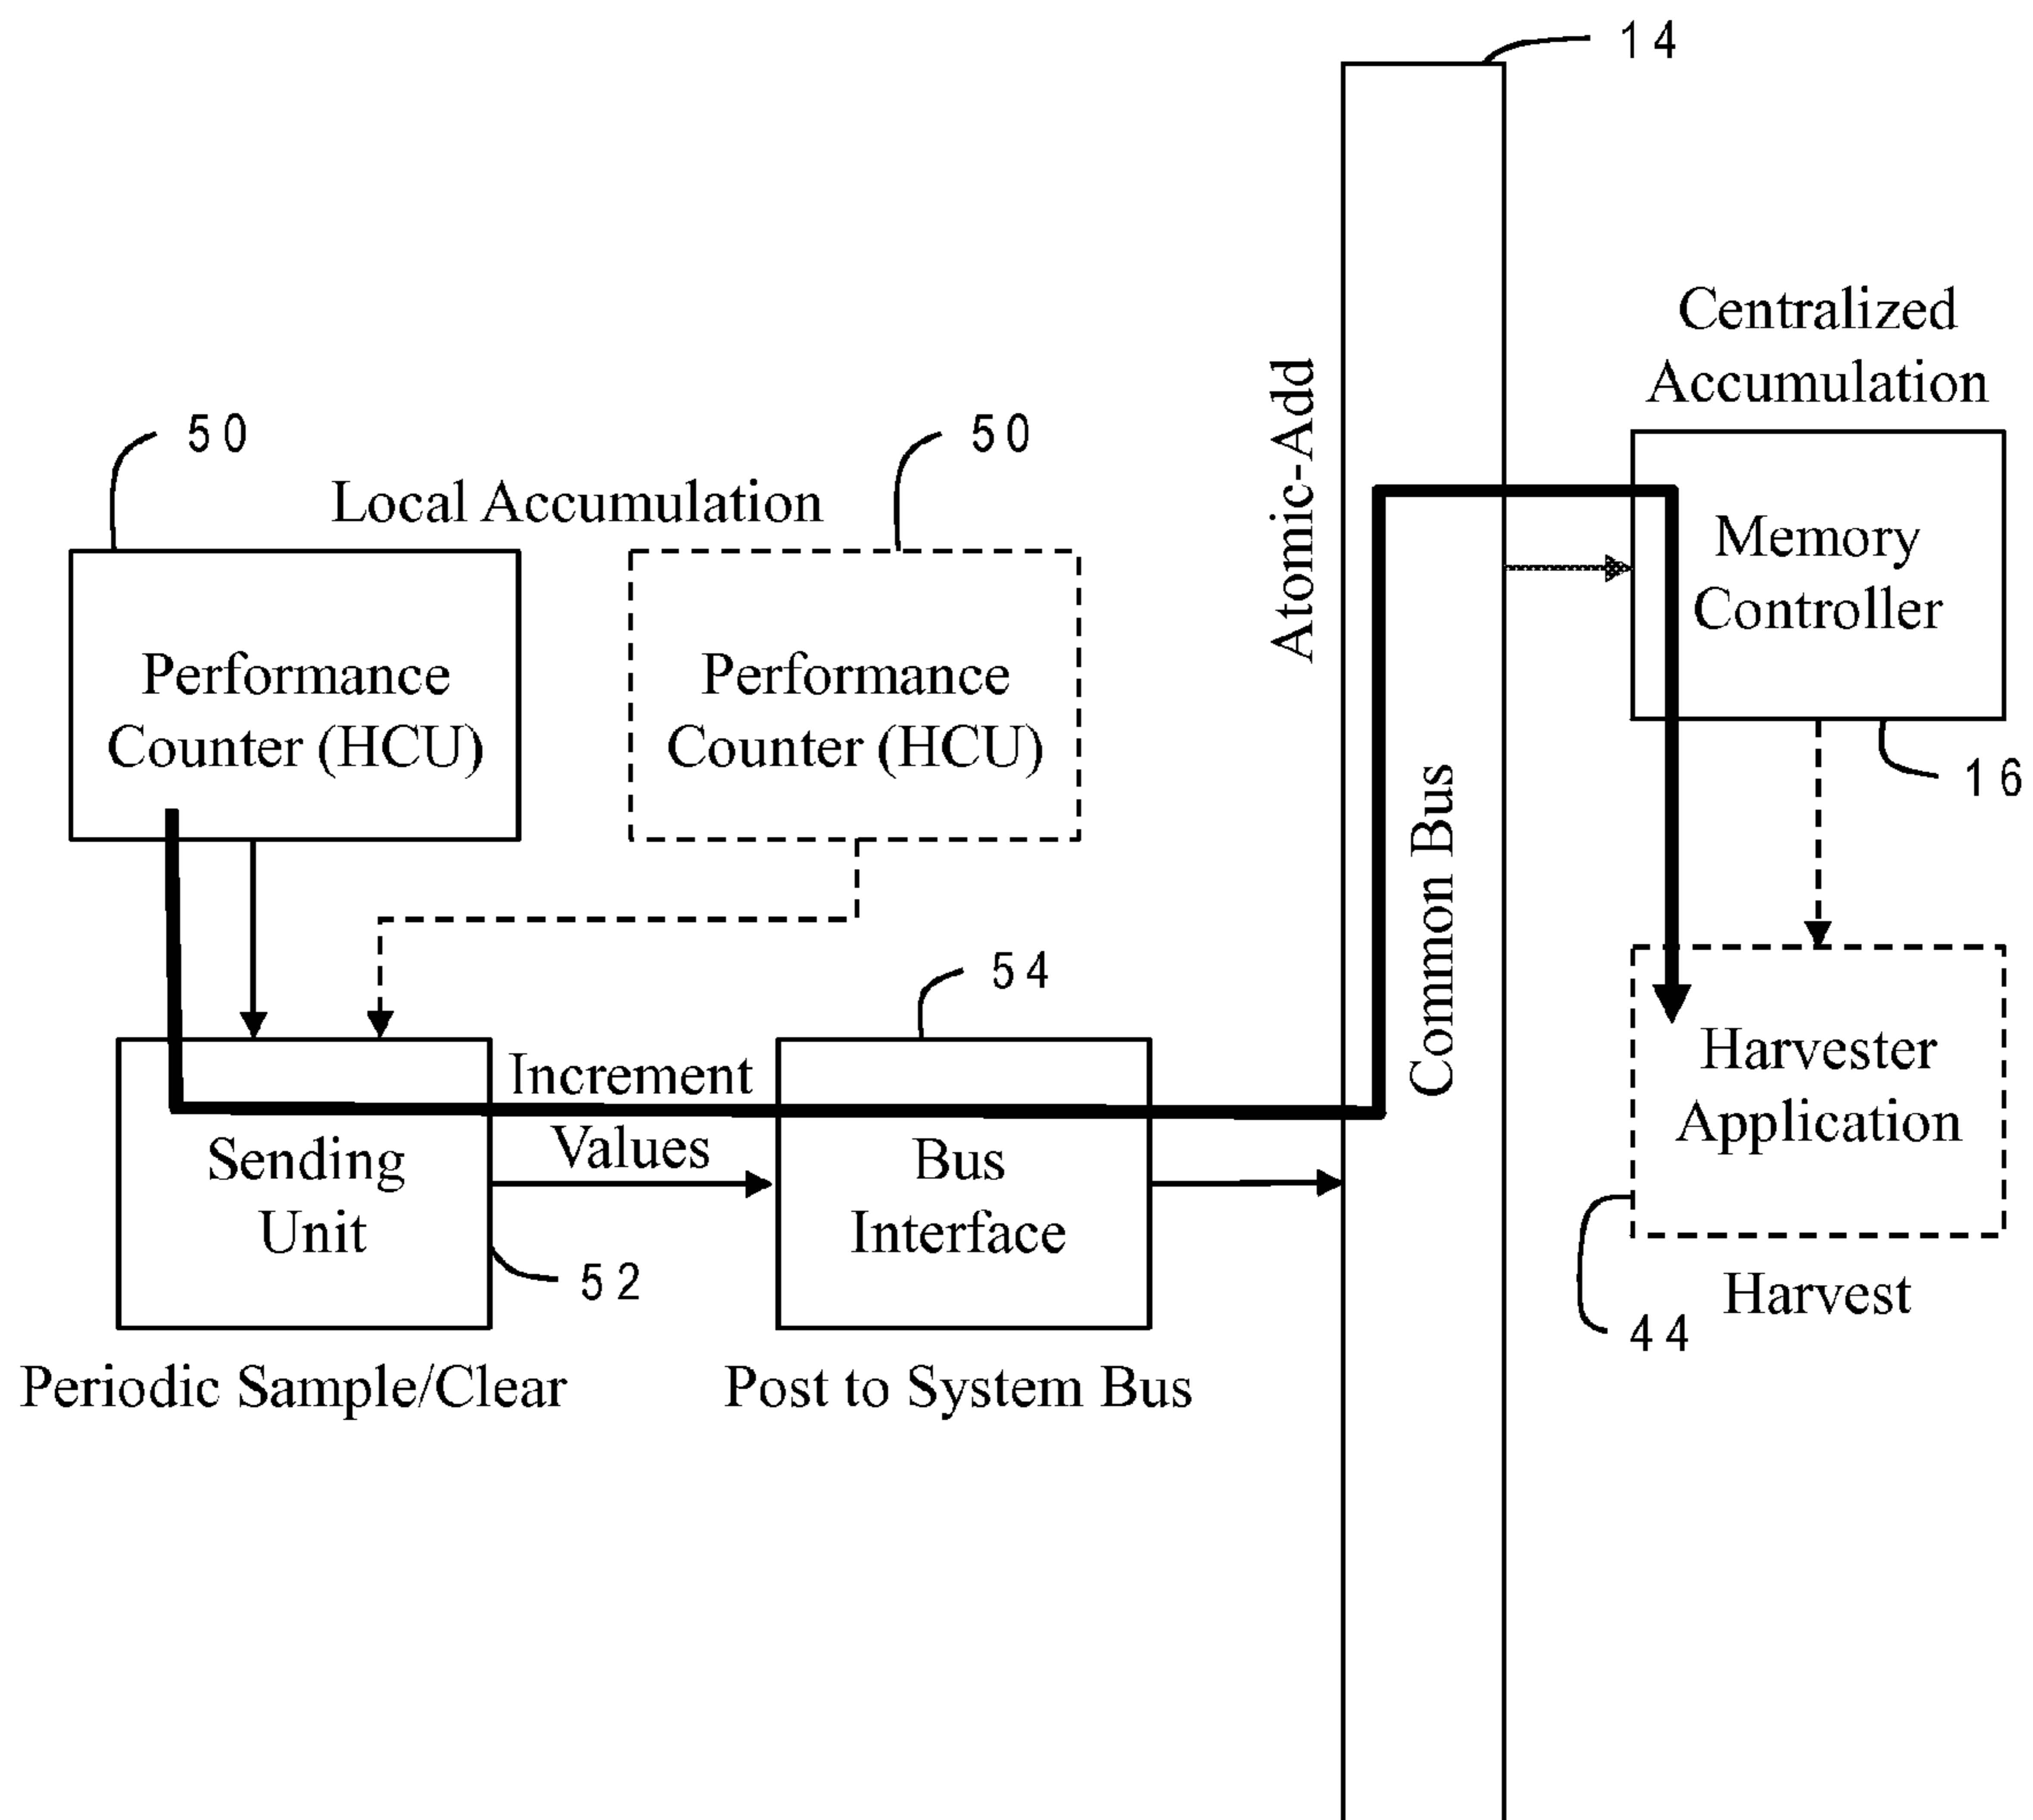 14
Centralized
Accumulation
Atomic-Add
50
50
Local Accumulation
Memory
Controller
Performance
Counter (HCU)
Performance
Counter (HCU)
16
Common Bus
54
Increment
Values
Harvester
Application
Sending
Unit
Bus
Interface
52
Harvest
44
Periodic Sample/Clear
Post to System Bus